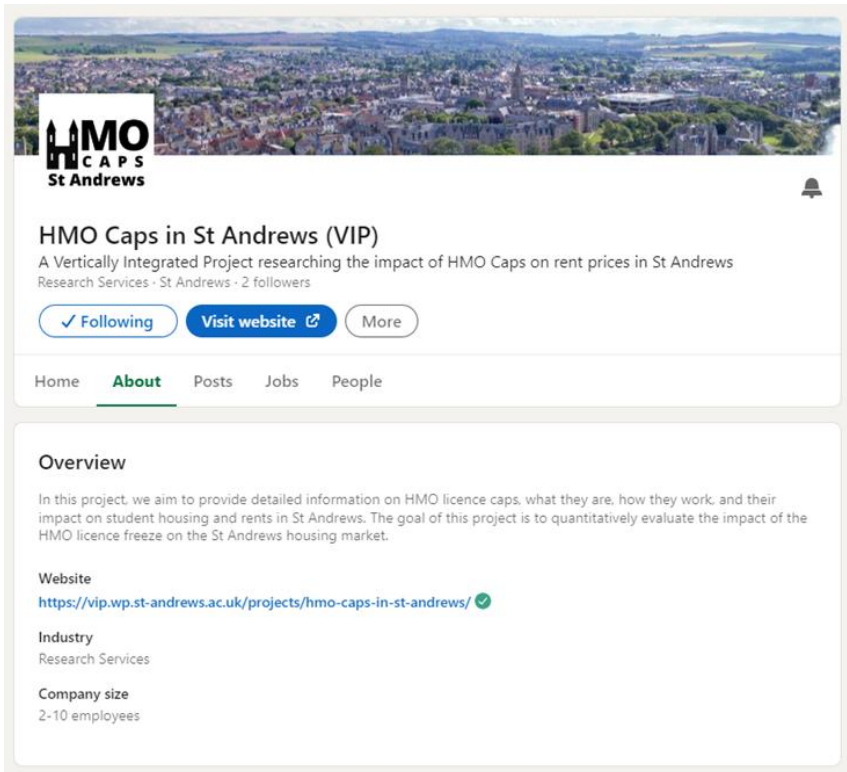 HMO
CAPS
St Andrews
HMO Caps in St Andrews (VIP)
A Vertically Integrated Project researching the impact of HMO Caps on rent prices in St Andrews
Research Services · St Andrews · 2 followers
Following
Visit website
More
Home
About
Posts
Jobs
People
Overview
In this project, we aim to provide detailed information on HMO licence caps, what they are, how they work, and their
impact on student housing and rents in St Andrews. The goal of this project is to quantitatively evaluate the impact of the
HMO licence freeze on the St Andrews housing market.
Website
https://vip.wp.st-andrews.ac.uk/projects/hmo-caps-in-st-andrews/
Industry
Research Services
Company size
2-10 employees